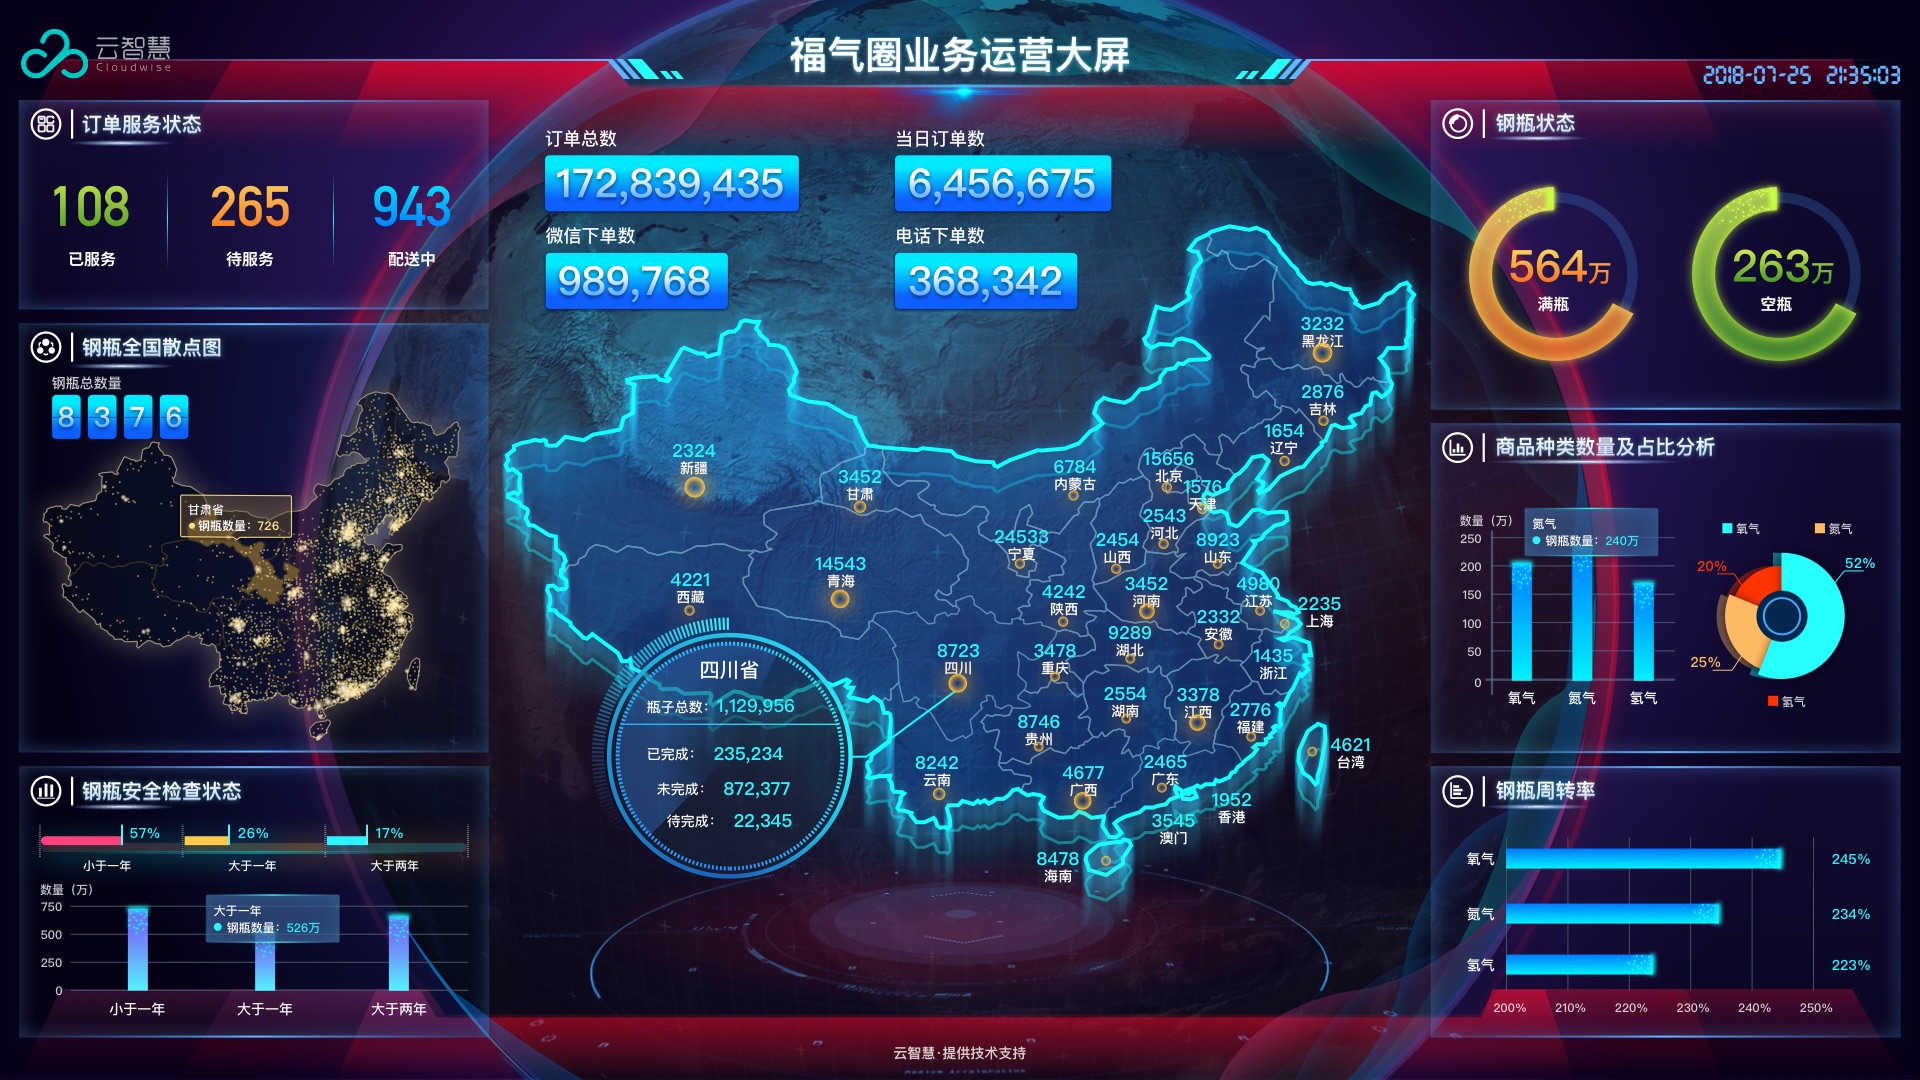 云智慧
Cloudwise
福气圈业务运营大屏
2018-07-25 21:35:03
订单服务状态
108
已服务
265
待服务
943
配送中
钢瓶全国散点图
钢瓶总数量
8 3 7 6
甘肃省
钢瓶数量：726
钢瓶安全检查状态
57%
26%
17%
小于一年
大于一年
大于两年
数量（万）
750
500
250
0
大于一年
钢瓶数量：526万
小于一年
大于一年
大于两年
订单总数
172,839,435
当日订单数
6,456,675
微信下单数
989,768
电话下单数
368,342
3232
黑龙江
2876
吉林
1654
辽宁
2324
新疆
3452
甘肃
6784
内蒙古
15656
北京
1576
天津
2543
河北
24533
宁夏
2454
山西
8923
山东
14543
青海
4221
西藏
4242
陕西
3452
河南
4980
江苏
2235
上海
2332
安徽
9289
湖北
8723
四川
3478
重庆
1435
浙江
2554
湖南
3378
江西
2776
福建
8746
贵州
4621
台湾
8242
云南
4677
广西
2465
广东
1952
香港
3545
澳门
8478
海南
四川省
瓶子总数：1,129,956
已完成： 235,234
未完成： 872,377
待完成： 22,345
钢瓶状态
564万
满瓶
263万
空瓶
商品种类数量及占比分析
数量（万）
250
200
150
100
50
0
氮气
钢瓶数量：240万
氧气
氮气
氢气
氧气
氮气
20%
52%
25%
氢气
钢瓶周转率
氧气
245%
氮气
234%
氢气
223%
200%
210%
220%
230%
240%
250%
云智慧·提供技术支持